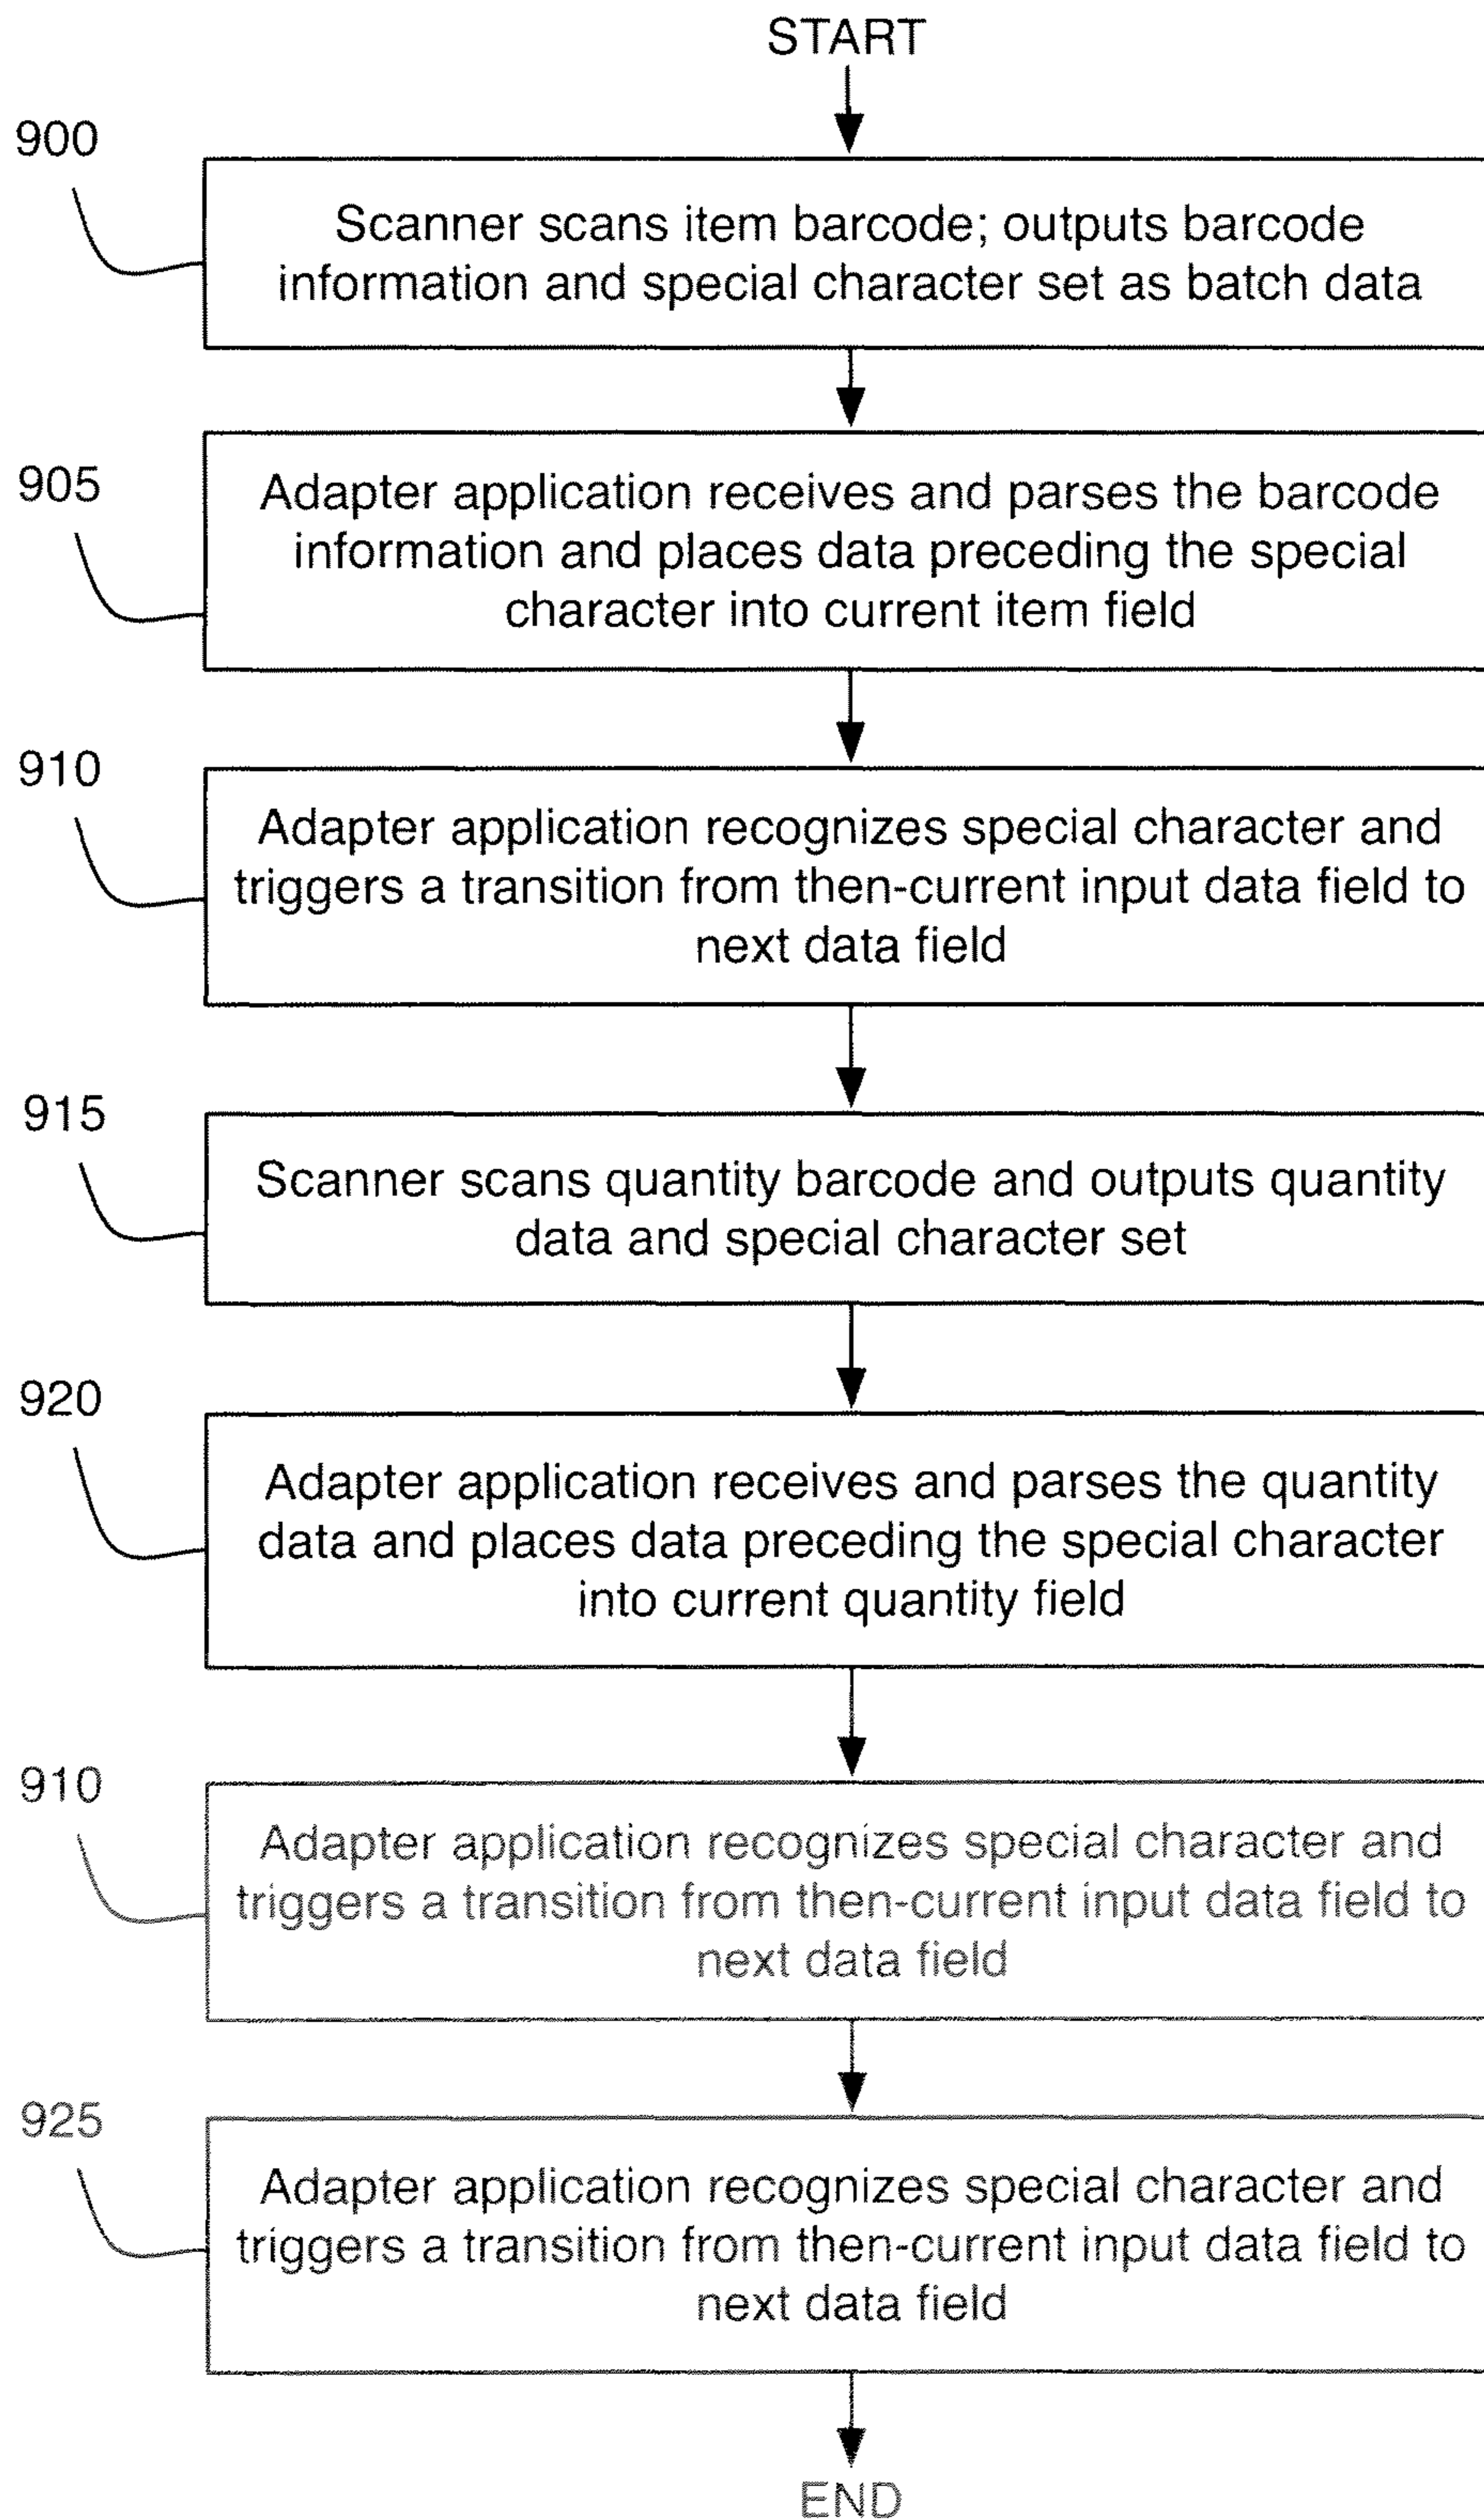 START
900
Scanner scans item barcode; outputs barcode
information and special character set as batch data
905
Adapter application receives and parses the barcode
information and places data preceding the special
character into current item field
910
Adapter application recognizes special character and
triggers a transition from then-current input data field to
next data field
915
Scanner scans quantity barcode and outputs quantity
data and special character set
920
Adapter application receives and parses the quantity
data and places data preceding the special character
into current quantity field
910
Adapter application recognizes special character and
triggers a transition from then-current input data field to
next data field
925
Adapter application recognizes special character and
triggers a transition from then-current input data field to
next data field
END